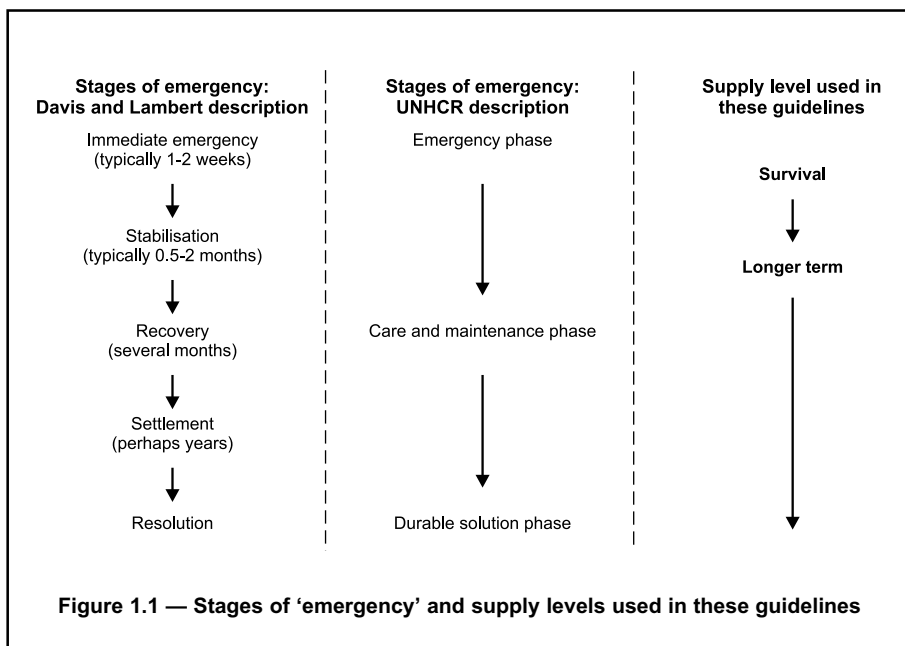 Stages of emergency:
Davis and Lambert description
Immediate emergency
(typically 1-2 weeks)
Stabilisation
(typically 0.5-2 months)
Recovery
(several months)
Settlement
(perhaps years)
Resolution
Stages of emergency:
UNHCR description
Emergency phase
Care and maintenance phase
Durable solution phase
Supply level used in
these guidelines
Survival
Longer term
Figure 1.1 — Stages of ‘emergency’ and supply levels used in these guidelines